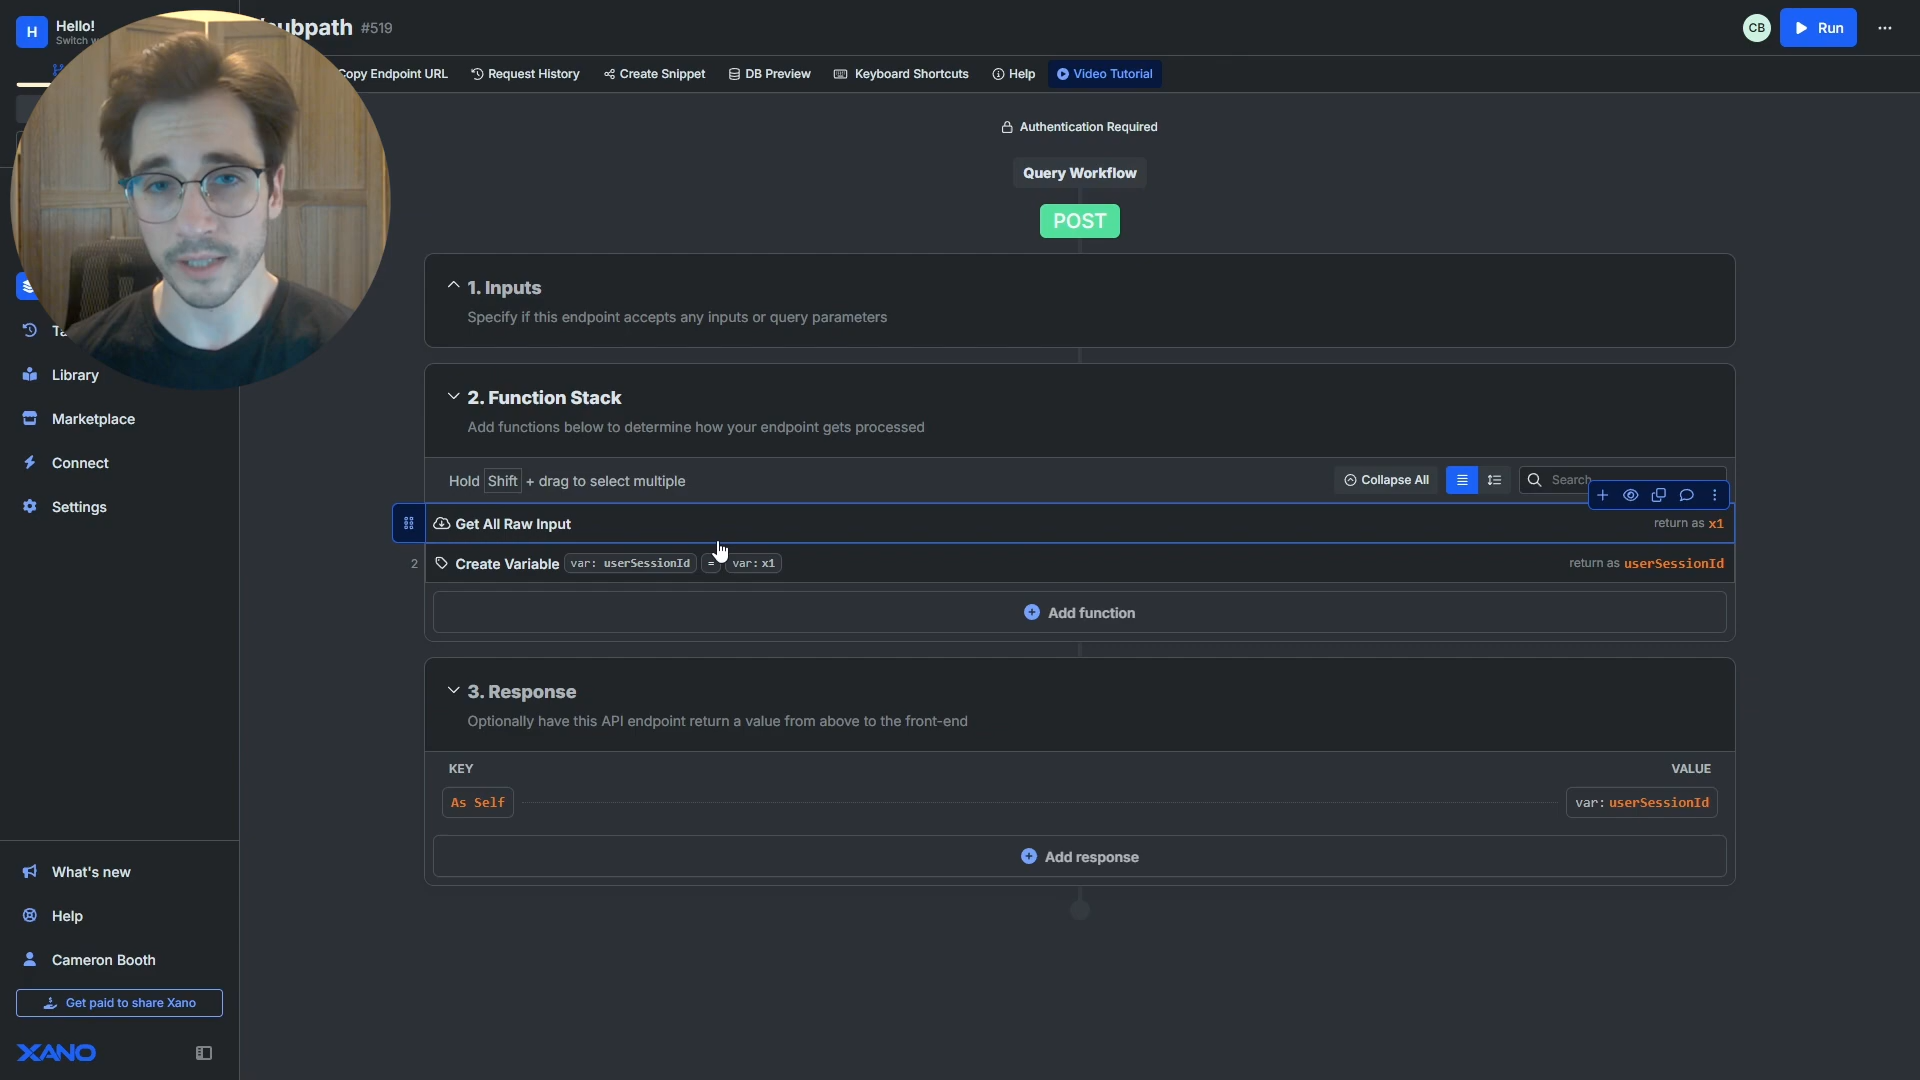 H
Hello!
ubpath #519
CB
Run
Copy Endpoint URL
Request History
Create Snippet
DB Preview
Keyboard Shortcuts
Help
Video Tutorial
Authentication Required
Query Workflow
POST
1. Inputs
Specify if this endpoint accepts any inputs or query parameters
2. Function Stack
Add functions below to determine how your endpoint gets processed
Hold Shift + drag to select multiple
Collapse All
Search
Get All Raw Input
return as x1
2
Create Variable var: userSessionId = var: x1
return as userSessionId
Add function
3. Response
Optionally have this API endpoint return a value from above to the front-end
KEY
VALUE
As Self
var: userSessionId
Add response
Library
Marketplace
Connect
Settings
What's new
Help
Cameron Booth
Get paid to share Xano
XANO